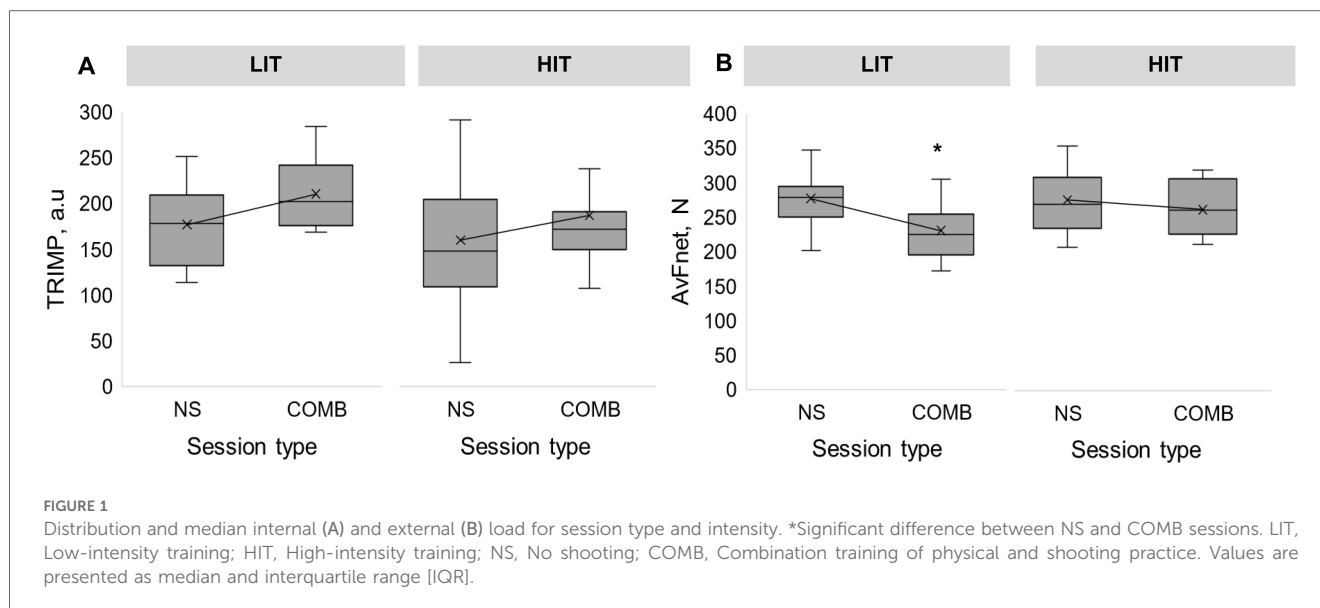 A
LIT
HIT
B
LIT
HIT
TRIMP, a.u
300
250
200
150
100
50
0
NS
COMB
NS
COMB
Session type
Session type
AvFnet, N
400
350
300
250
200
150
100
50
0
*
NS
COMB
NS
COMB
Session type
Session type
FIGURE 1
Distribution and median internal (A) and external (B) load for session type and intensity. *Significant difference between NS and COMB sessions. LIT,
Low-intensity training; HIT, High-intensity training; NS, No shooting; COMB, Combination training of physical and shooting practice. Values are
presented as median and interquartile range [IQR].